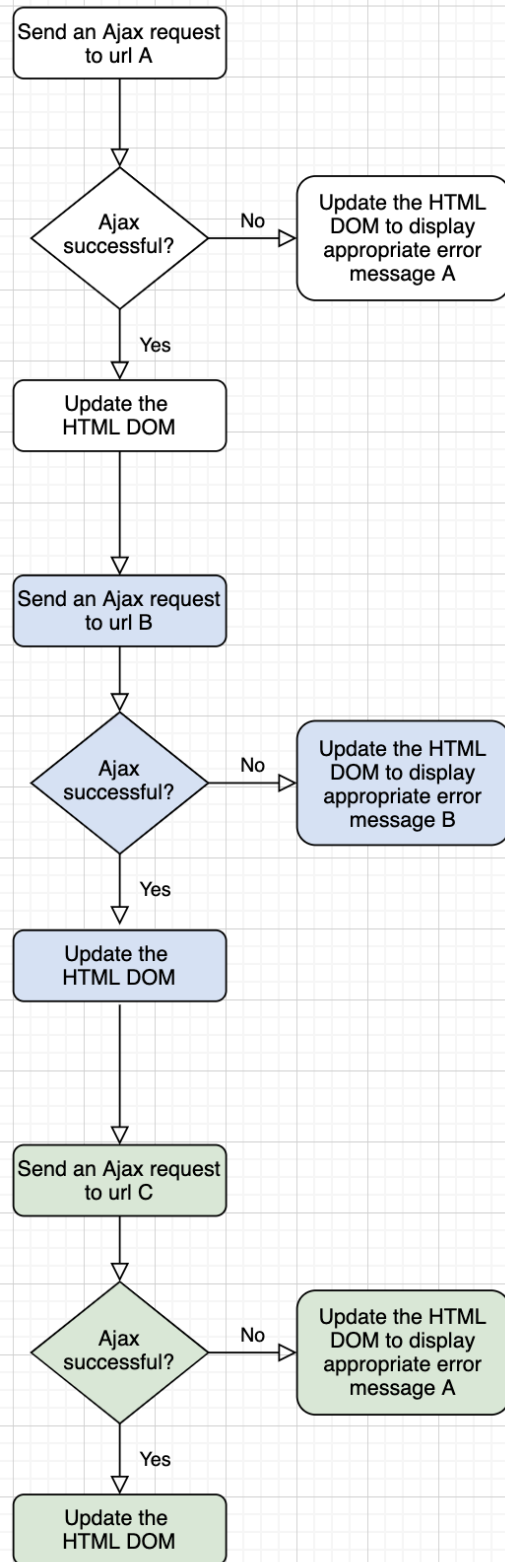 Send an Ajax request
to url A
Ajax
successful?
No
Update the HTML
DOM to display
appropriate error
message A
Yes
Update the
HTML DOM
Send an Ajax request
to url B
Ajax
successful?
No
Update the HTML
DOM to display
appropriate error
message B
Yes
Update the
HTML DOM
Send an Ajax request
to url C
Ajax
successful?
No
Update the HTML
DOM to display
appropriate error
message A
Yes
Update the
HTML DOM